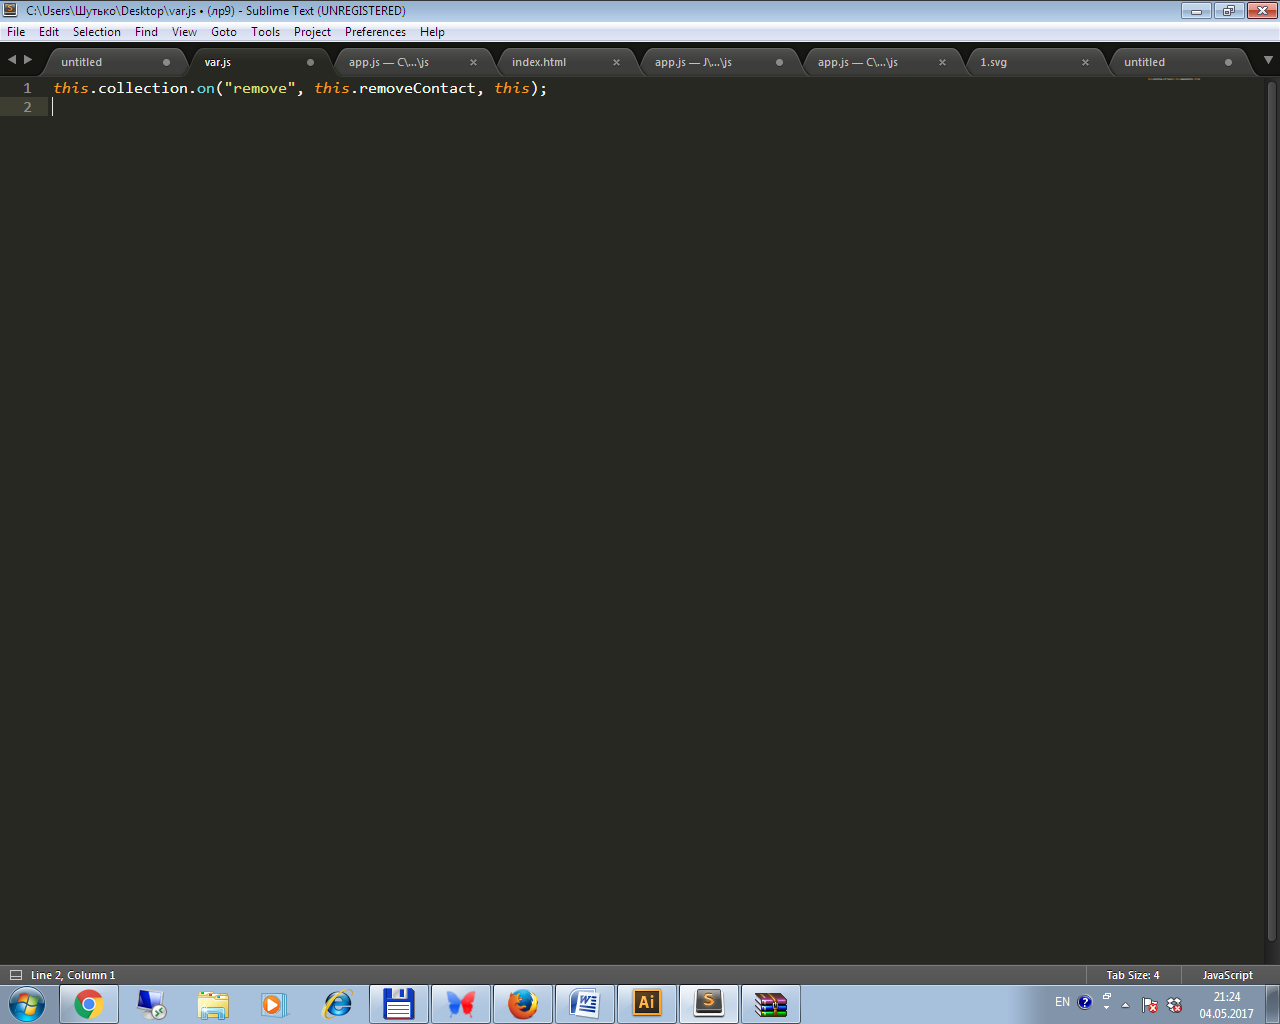 C:\Users\Шутько\Desktop\var.js • (лр9) - Sublime Text (UNREGISTERED)
File Edit Selection Find View Goto Tools Project Preferences Help
untitled var.js app.js — C\...\js index.html app.js — J\...\js app.js — C\...\js 1.svg untitled
1 this.collection.on("remove", this.removeContact, this);
2
Line 2, Column 1 Tab Size: 4 JavaScript
Ai S EN 21:24
04.05.2017